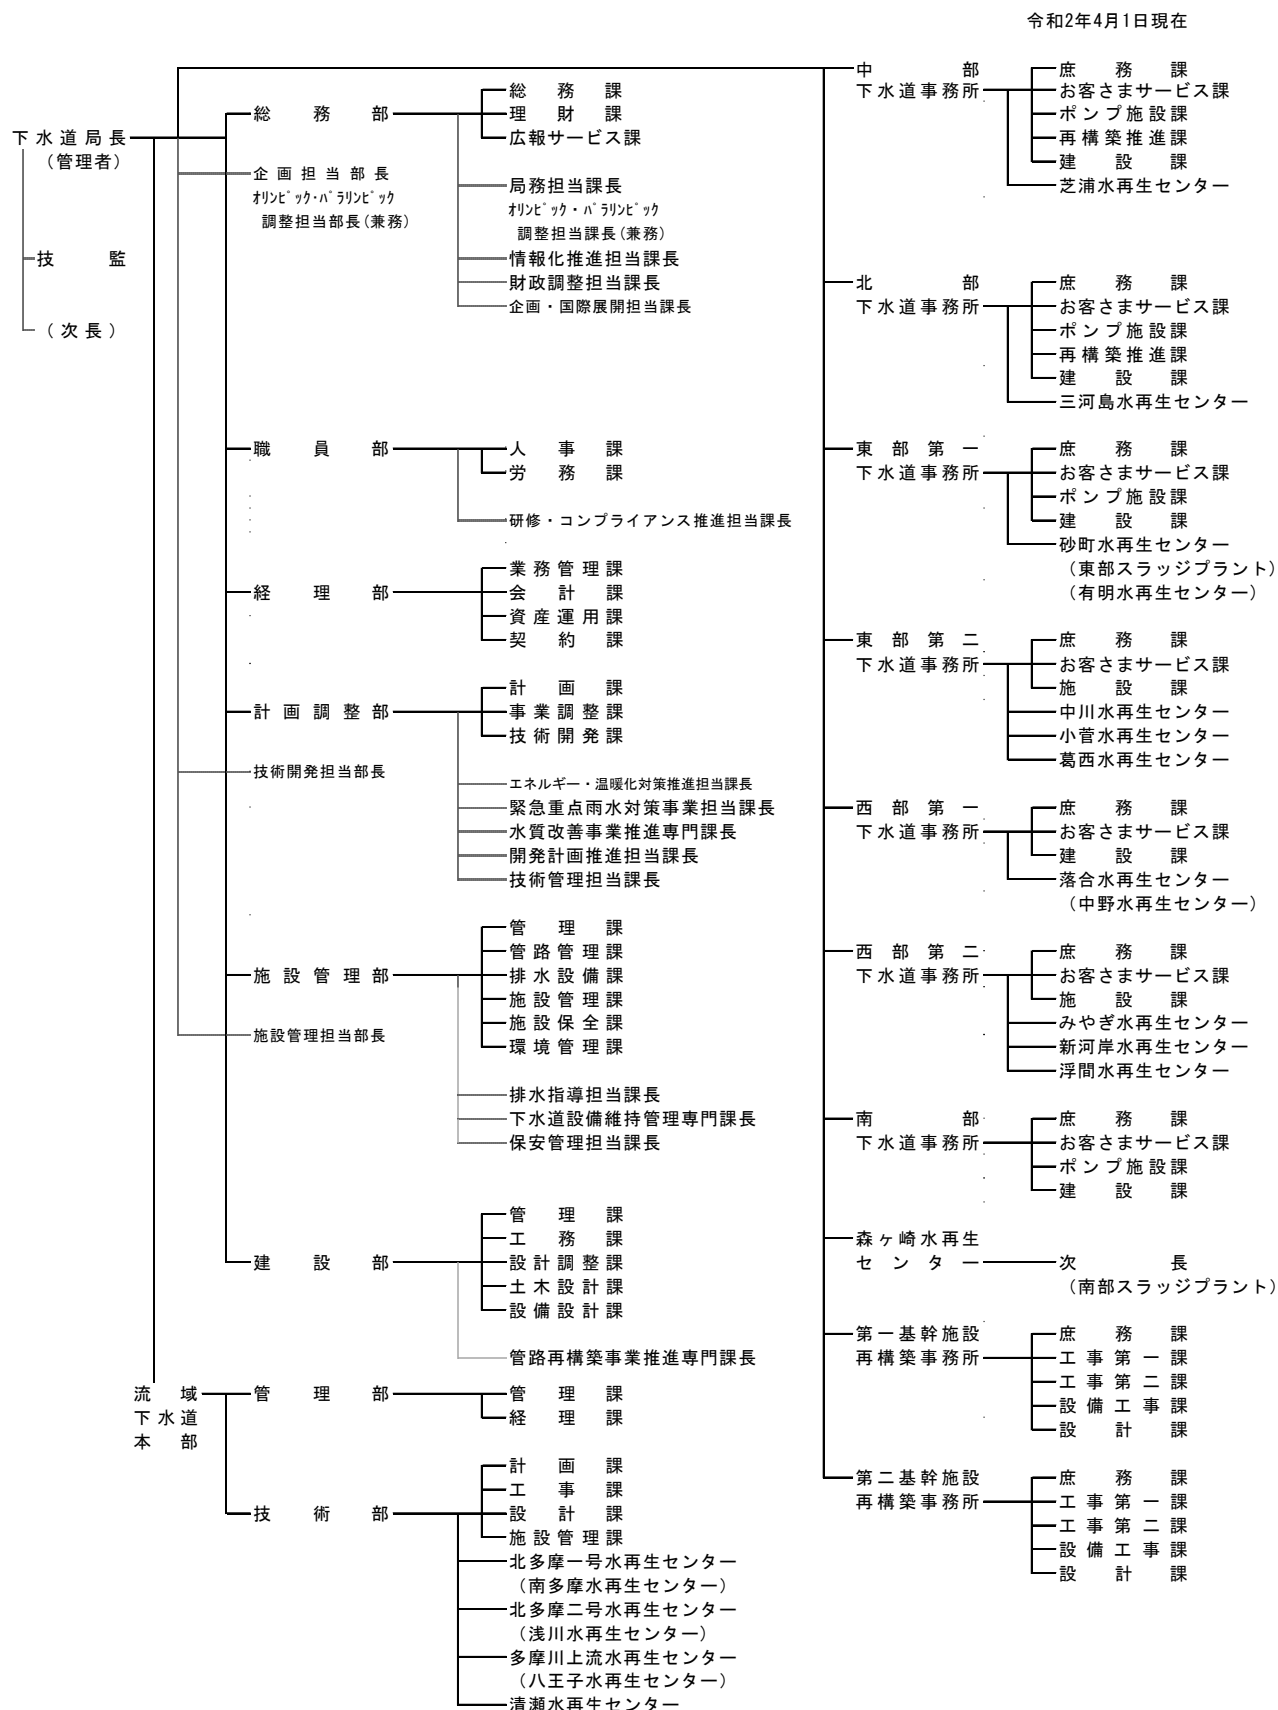 令和2年4月1日現在
下水道局長
（管理者）
技監
（次長）
総務部
総務課
理財課
広報サービス課
企画担当部長
ｵﾘﾝﾋﾟｯｸ・ﾊﾟﾗﾘﾝﾋﾟｯｸ
調整担当部長(兼務)
局務担当課長
ｵﾘﾝﾋﾟｯｸ・ﾊﾟﾗﾘﾝﾋﾟｯｸ
調整担当課長(兼務)
情報化推進担当課長
財政調整担当課長
企画・国際展開担当課長
職員部
人事課
労務課
研修・コンプライアンス推進担当課長
経理部
業務管理課
会計課
資産運用課
契約課
計画調整部
計画課
事業調整課
技術開発課
技術開発担当部長
エネルギー・温暖化対策推進担当課長
緊急重点雨水対策事業担当課長
水質改善事業推進専門課長
開発計画推進担当課長
技術管理担当課長
施設管理部
管理課
管路管理課
排水設備課
施設管理課
施設保全課
環境管理課
施設管理担当部長
排水指導担当課長
下水道設備維持管理専門課長
保安管理担当課長
建設部
管理課
工務課
設計調整課
土木設計課
設備設計課
管路再構築事業推進専門課長
流域
下水道
本部
管理部
管理課
経理課
技術部
計画課
工事課
設計課
施設管理課
北多摩一号水再生センター
（南多摩水再生センター）
北多摩二号水再生センター
（浅川水再生センター）
多摩川上流水再生センター
（八王子水再生センター）
清瀬水再生センター
中部
下水道事務所
庶務課
お客さまサービス課
ポンプ施設課
再構築推進課
建設課
芝浦水再生センター
北部
下水道事務所
庶務課
お客さまサービス課
ポンプ施設課
再構築推進課
建設課
三河島水再生センター
東部第一
下水道事務所
庶務課
お客さまサービス課
ポンプ施設課
建設課
砂町水再生センター
（東部スラッジプラント）
（有明水再生センター）
東部第二
下水道事務所
庶務課
お客さまサービス課
施設課
中川水再生センター
小菅水再生センター
葛西水再生センター
西部第一
下水道事務所
庶務課
お客さまサービス課
建設課
落合水再生センター
（中野水再生センター）
西部第二
下水道事務所
庶務課
お客さまサービス課
施設課
みやぎ水再生センター
新河岸水再生センター
浮間水再生センター
南部
下水道事務所
庶務課
お客さまサービス課
ポンプ施設課
建設課
森ヶ崎水再生
センター
次長
（南部スラッジプラント）
第一基幹施設
再構築事務所
庶務課
工事第一課
工事第二課
設備工事課
設計課
第二基幹施設
再構築事務所
庶務課
工事第一課
工事第二課
設備工事課
設計課